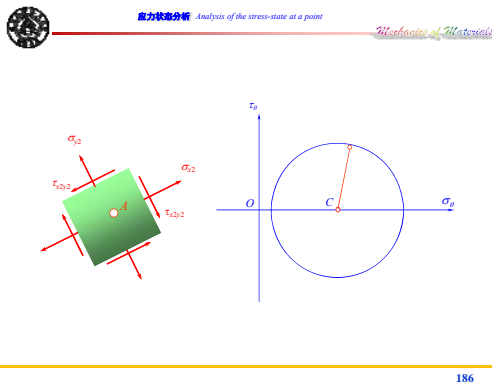 应力状态分析 Analysis of the stress-state at a point
Mechanics of Materials
τθ
σy2
σx2
τx2y2
A
τx2y2
O
C
σθ
186